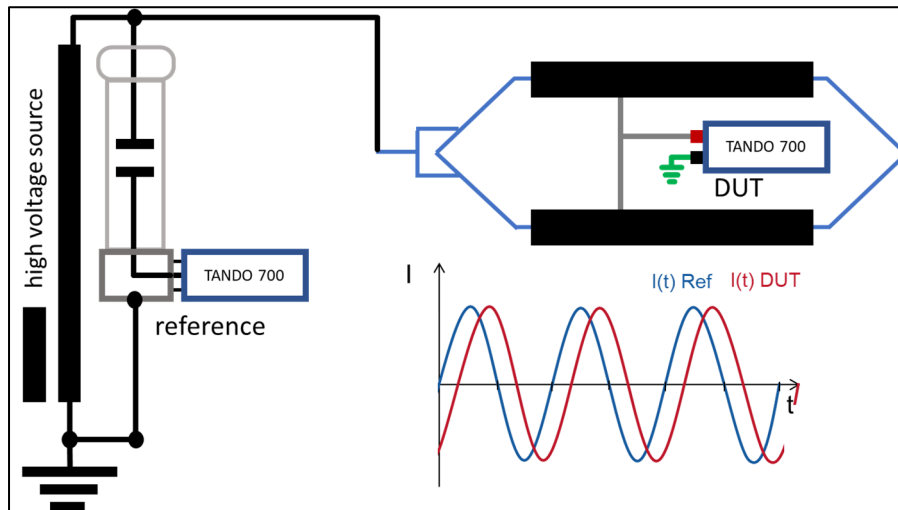 high voltage source
TANDO 700
reference
TANDO 700
DUT
I
I(t) Ref
I(t) DUT
t